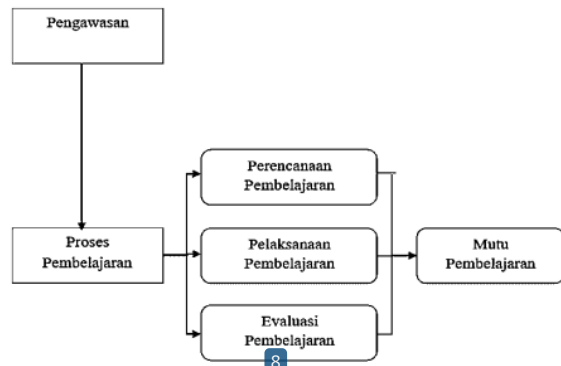 Pengawasan
Perencanaan
Pembelajaran
Proses
Pembelajaran
Pelaksanaan
Pembelajaran
Mutu
Pembelajaran
Evaluasi
Pembelajaran
8